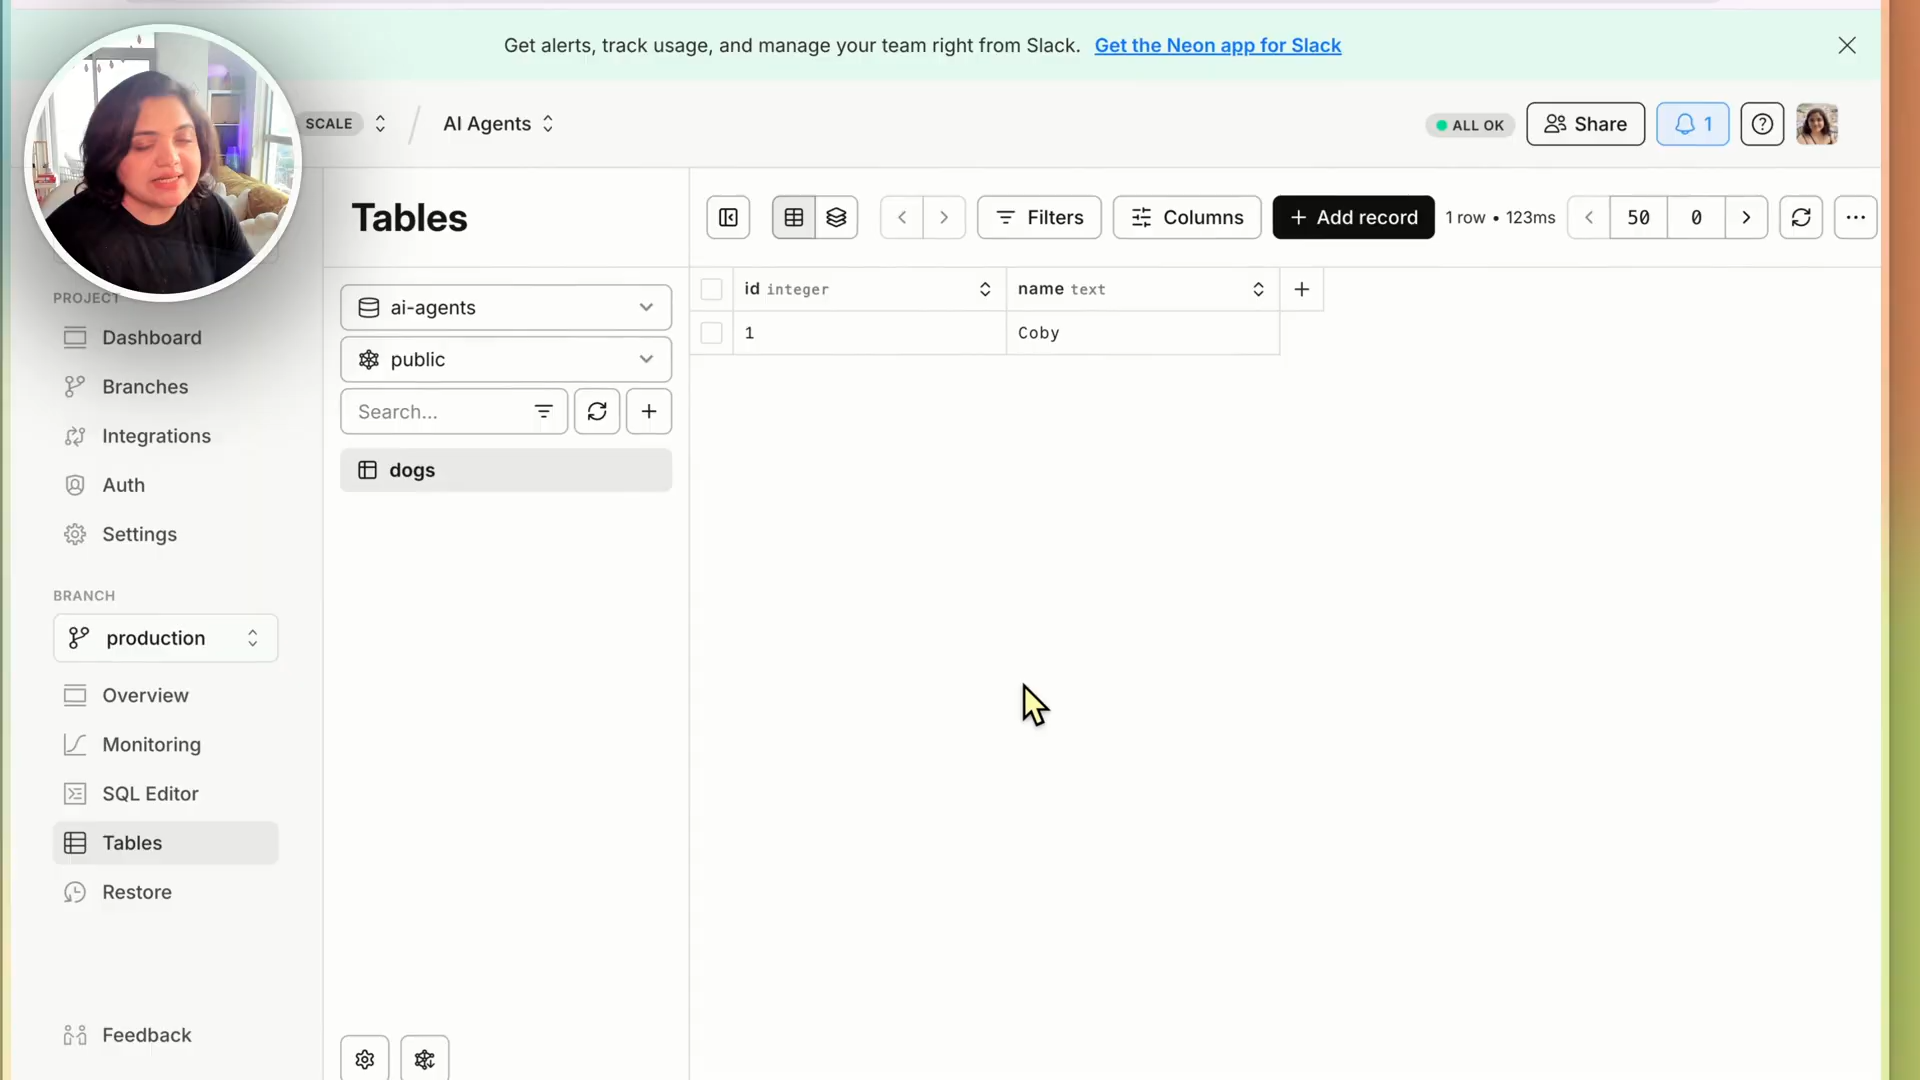 Get alerts, track usage, and manage your team right from Slack. Get the Neon app for Slack
SCALE / AI Agents
ALL OK
Share
1
PROJECT
Dashboard
Branches
Integrations
Auth
Settings
BRANCH
production
Overview
Monitoring
SQL Editor
Tables
Restore
Feedback
Tables
ai-agents
public
Search...
dogs
Filters
Columns
+ Add record
1 row • 123ms
50
0
id integer
name text
1
Coby